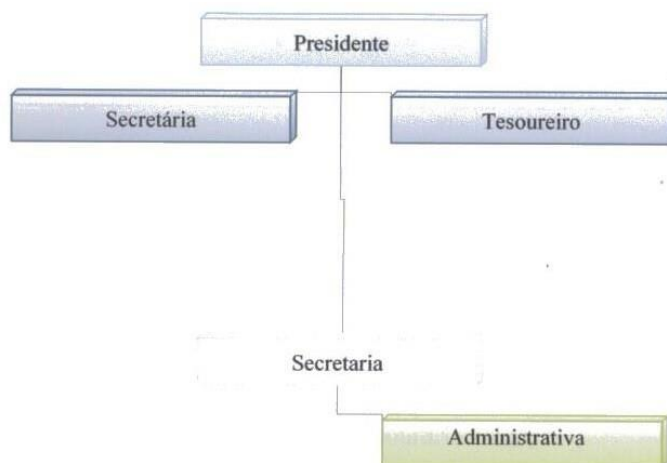 Presidente
Secretária
Tesoureiro
Secretaria
Administrativa